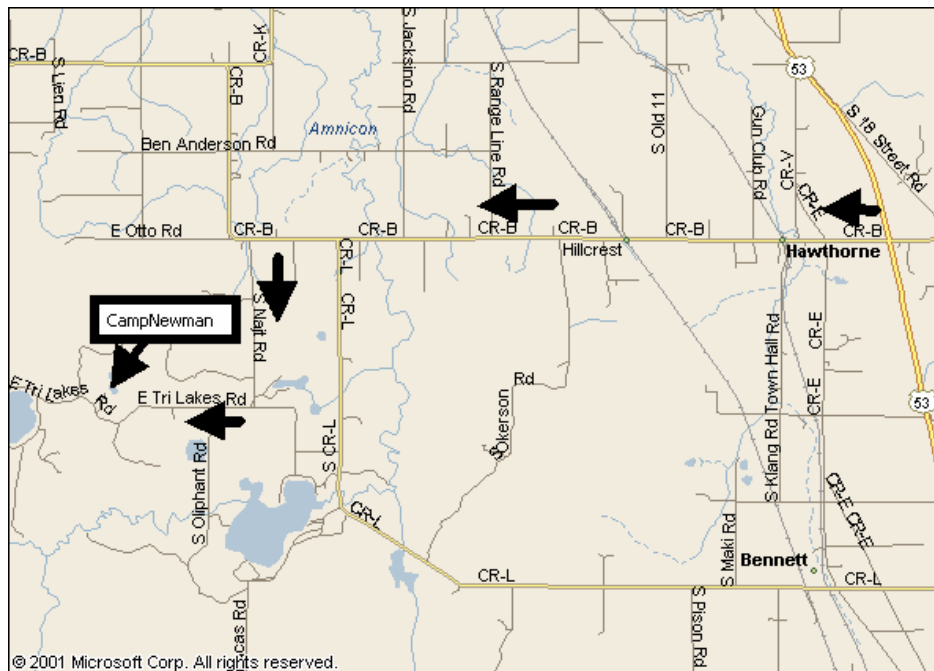 S Lien Rd
CR-B
CR-B
CR-K
CR-B
S Jacksino Rd
S Range Line Rd
S Old 11
Gun Club Rd
CR-V
53
S 18 Street Rd
Amnicon
Ben Anderson Rd
CR-E
E Otto Rd
CR-B
CR-B
CR-B
CR-B
CR-B
CR-B
Hillcrest
Hawthorne
CR-L
CR-L
S Najt Rd
CampNewman
E Tri Lakes Rd
E Tri Lakes Rd
S Okerson Rd
S Klang Rd Town Hall Rd
CR-E
CR-E
53
S CR-L
S Oliphant Rd
CR-L
CR-E CR-E
S Maki Rd
Bennett
CR-L
CR-L
S Pison Rd
cas Rd
© 2001 Microsoft Corp. All rights reserved.